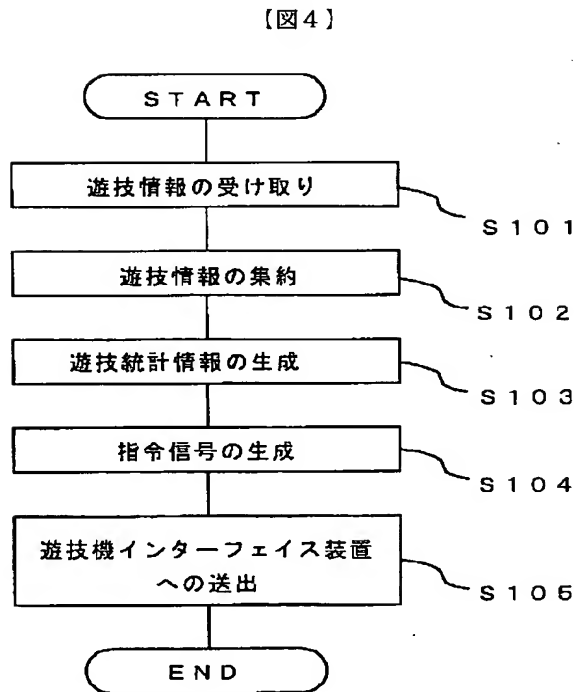 【図4】
START
遊技情報の受け取り
S101
遊技情報の集約
S102
遊技統計情報の生成
S103
指令信号の生成
S104
遊技機インターフェイス装置
への送出
S105
END